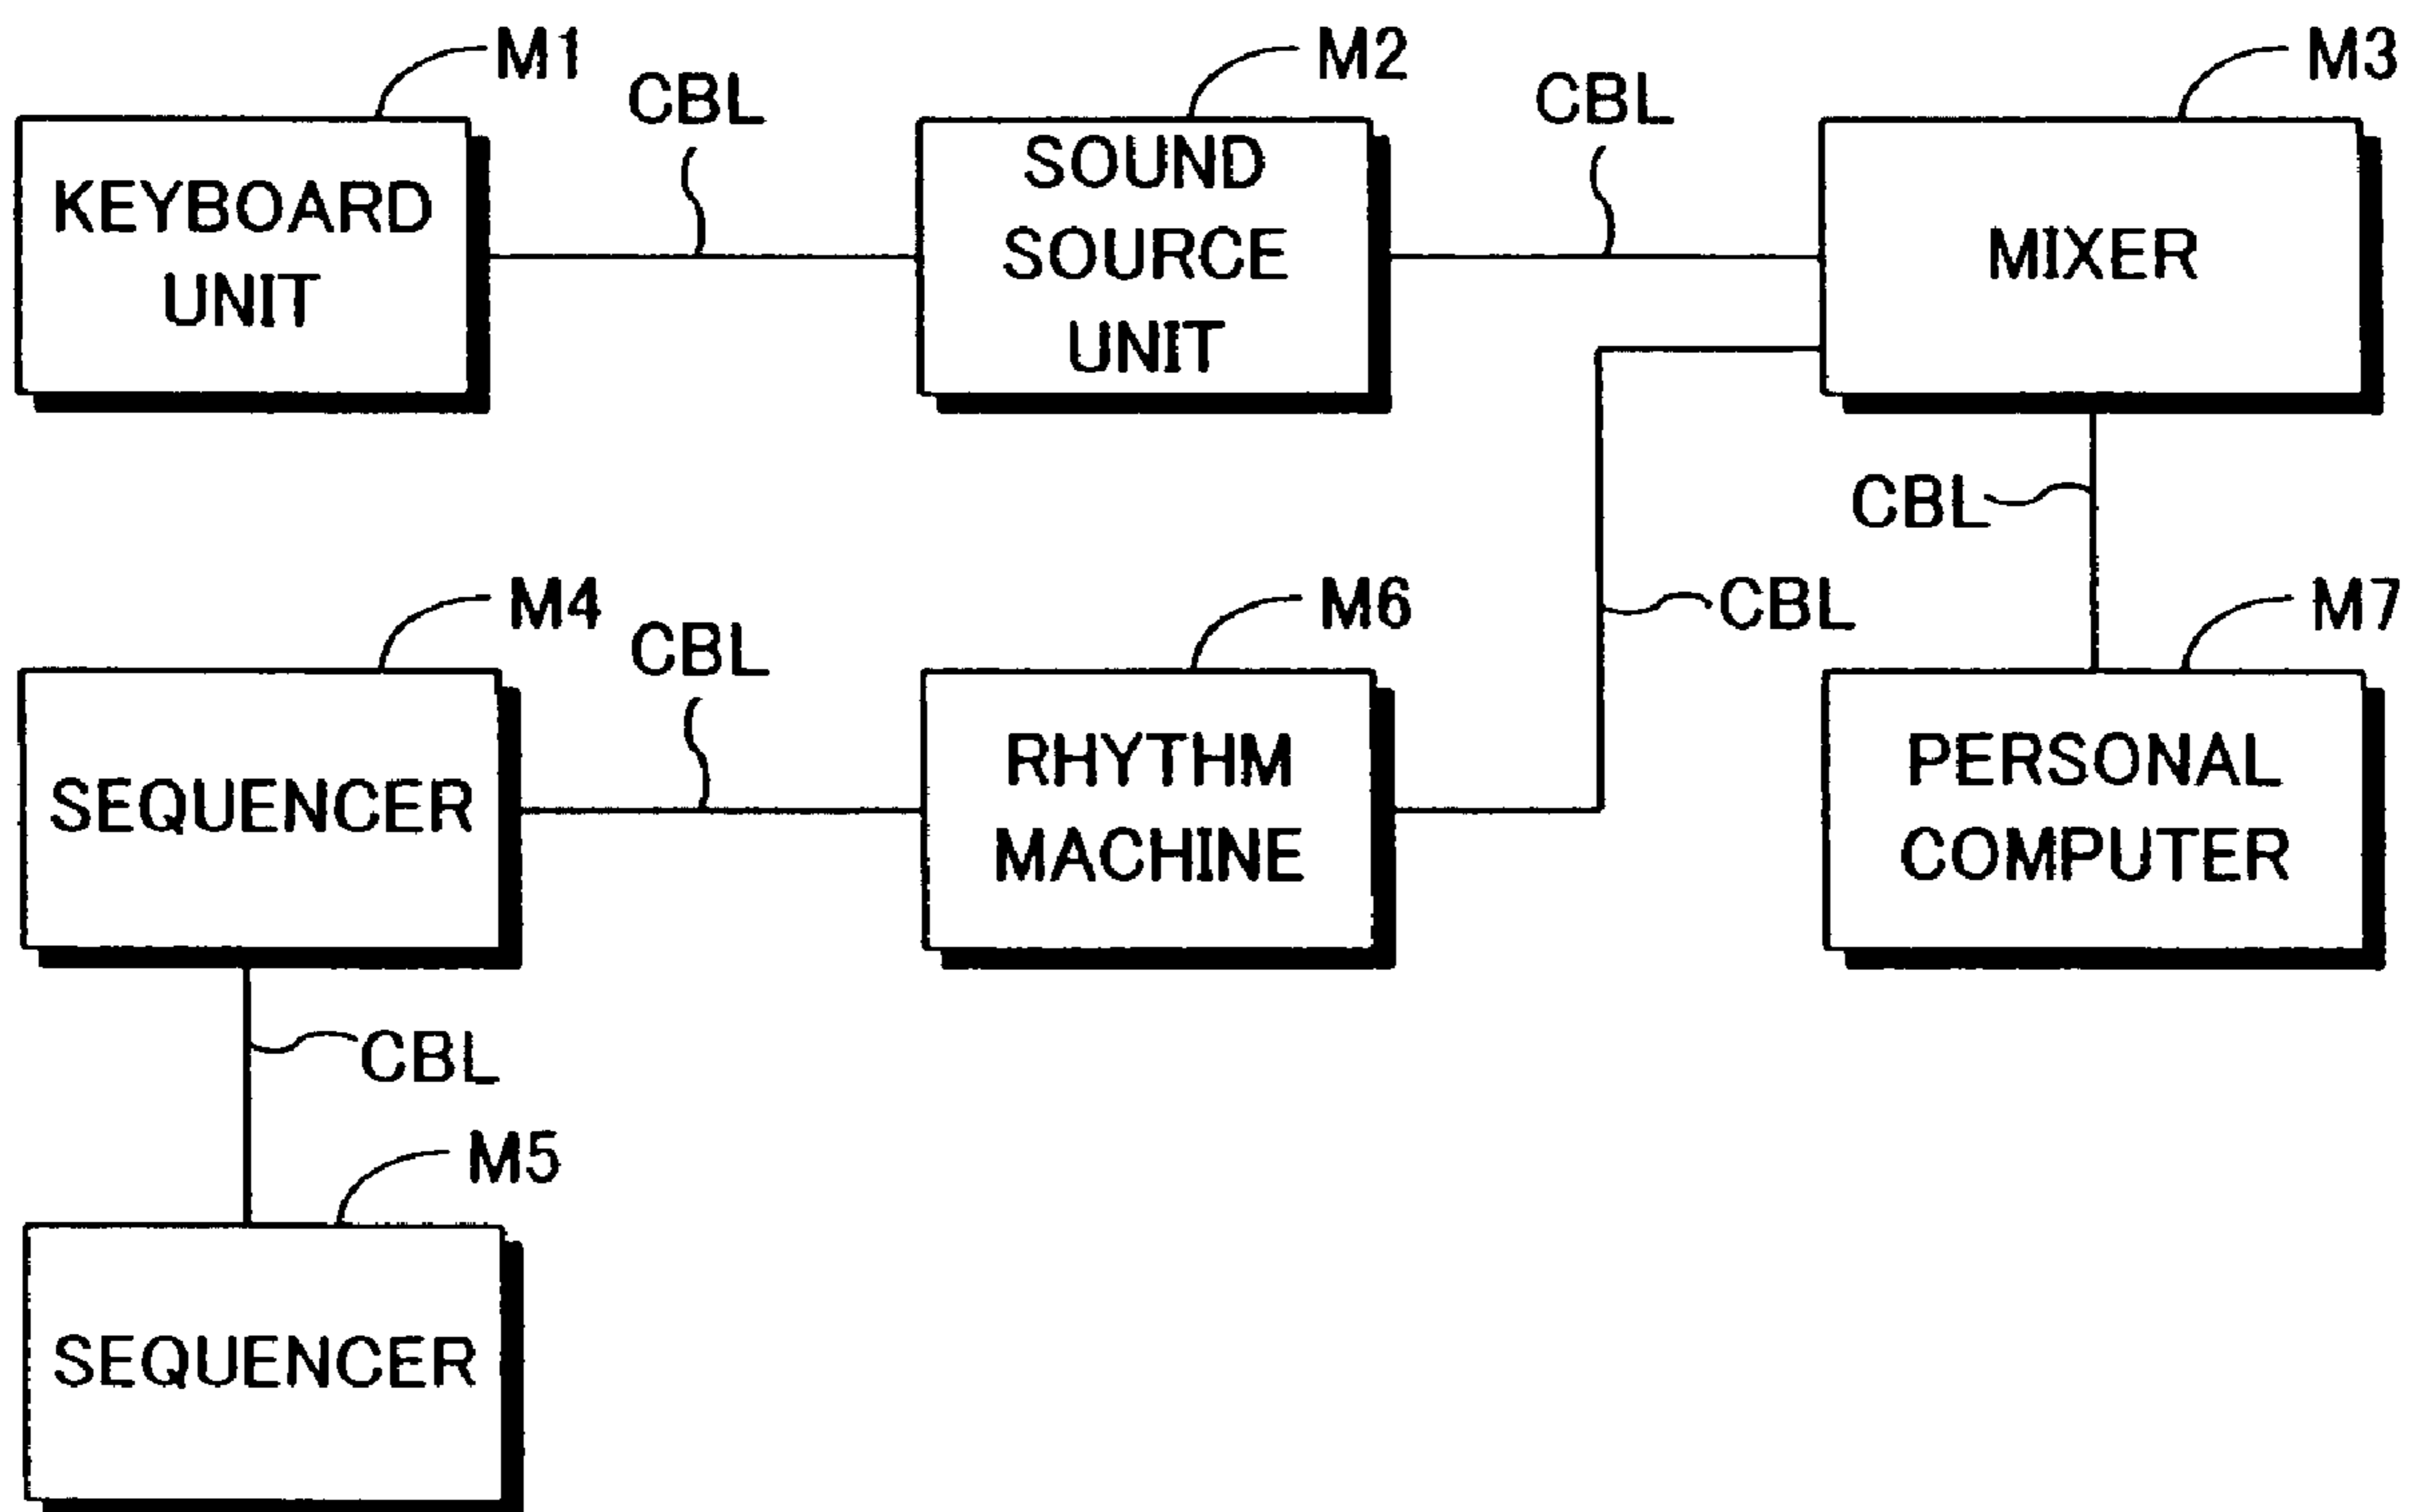 M1
CBL
M2
CBL
M3
KEYBOARD
UNIT
SOUND
SOURCE
UNIT
MIXER
CBL
M4
CBL
M6
CBL
M7
SEQUENCER
RHYTHM
MACHINE
PERSONAL
COMPUTER
CBL
M5
SEQUENCER